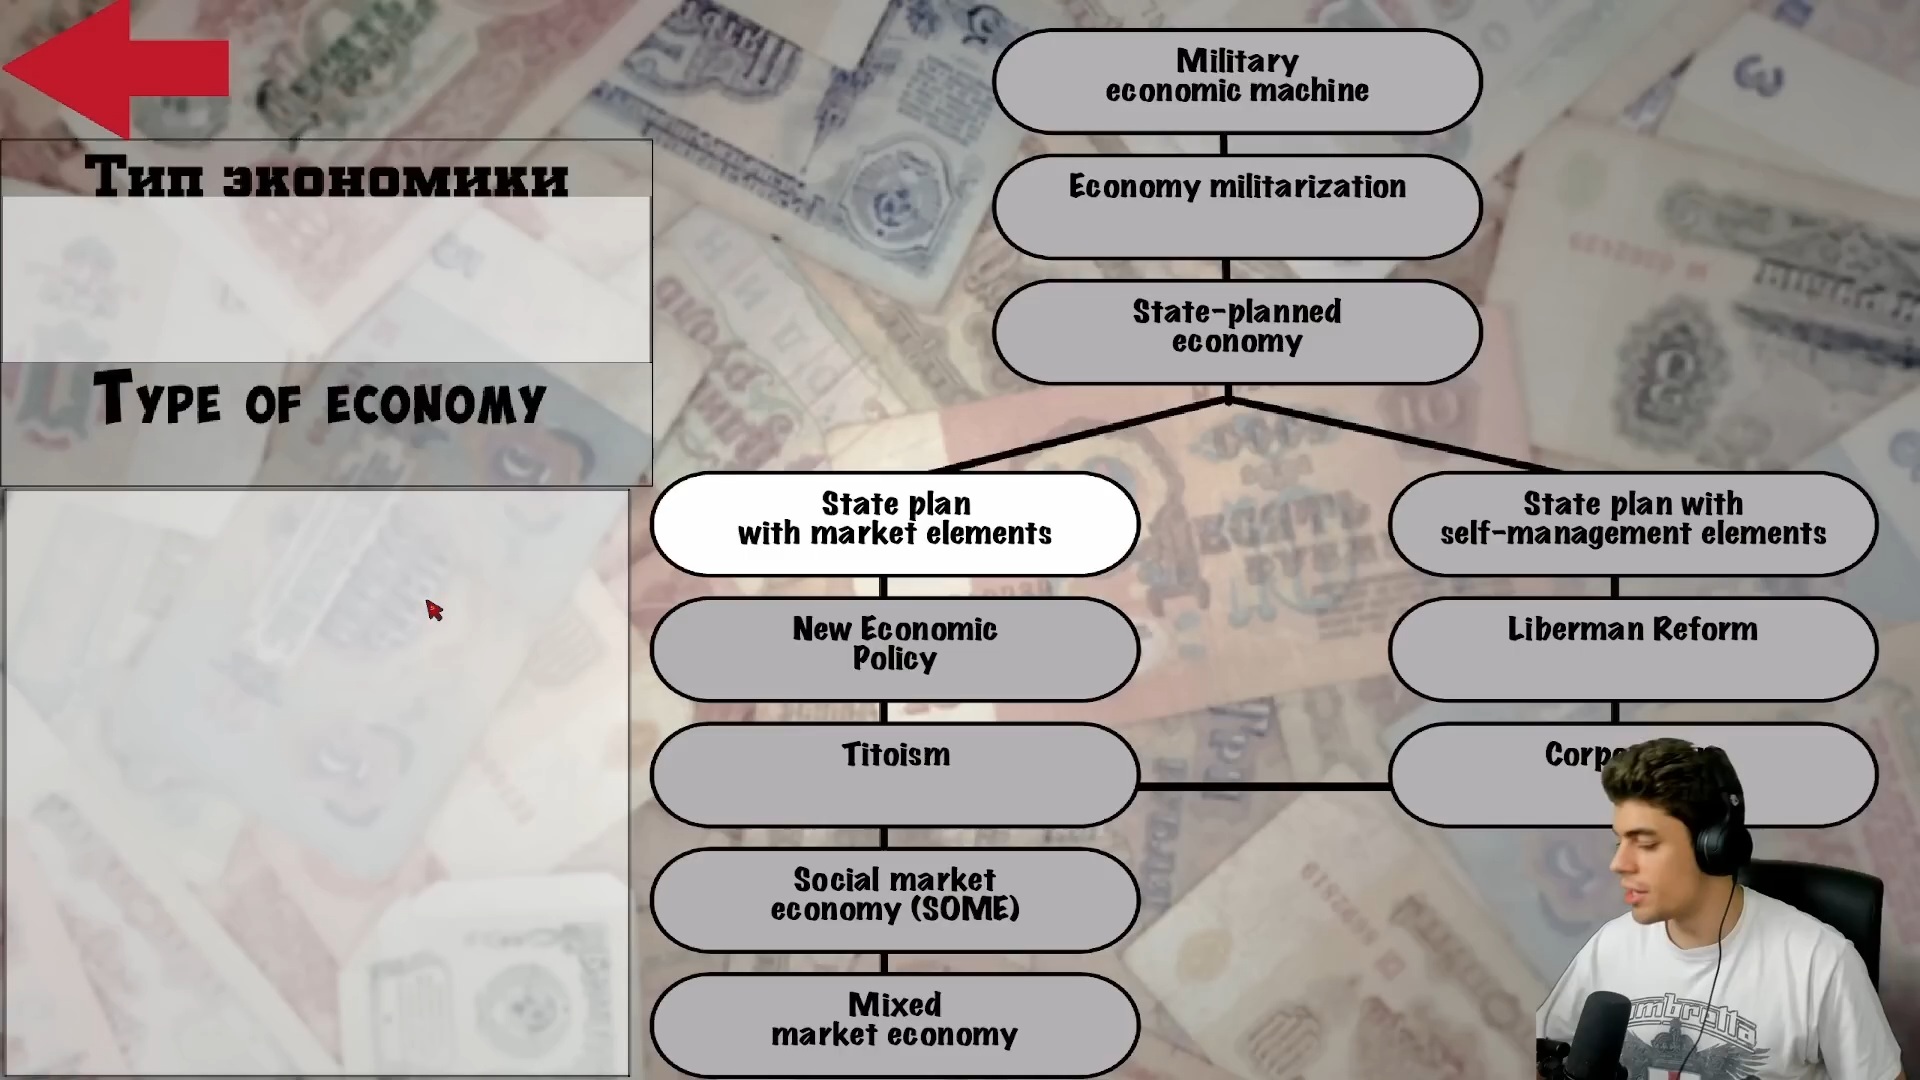 Тип экономики
Type of economy
Military
economic machine
Economy militarization
State-planned
economy
State plan
with market elements
State plan with
self-management elements
New Economic
Policy
Liberman Reform
Titoism
Social market
economy (SOME)
Mixed
market economy